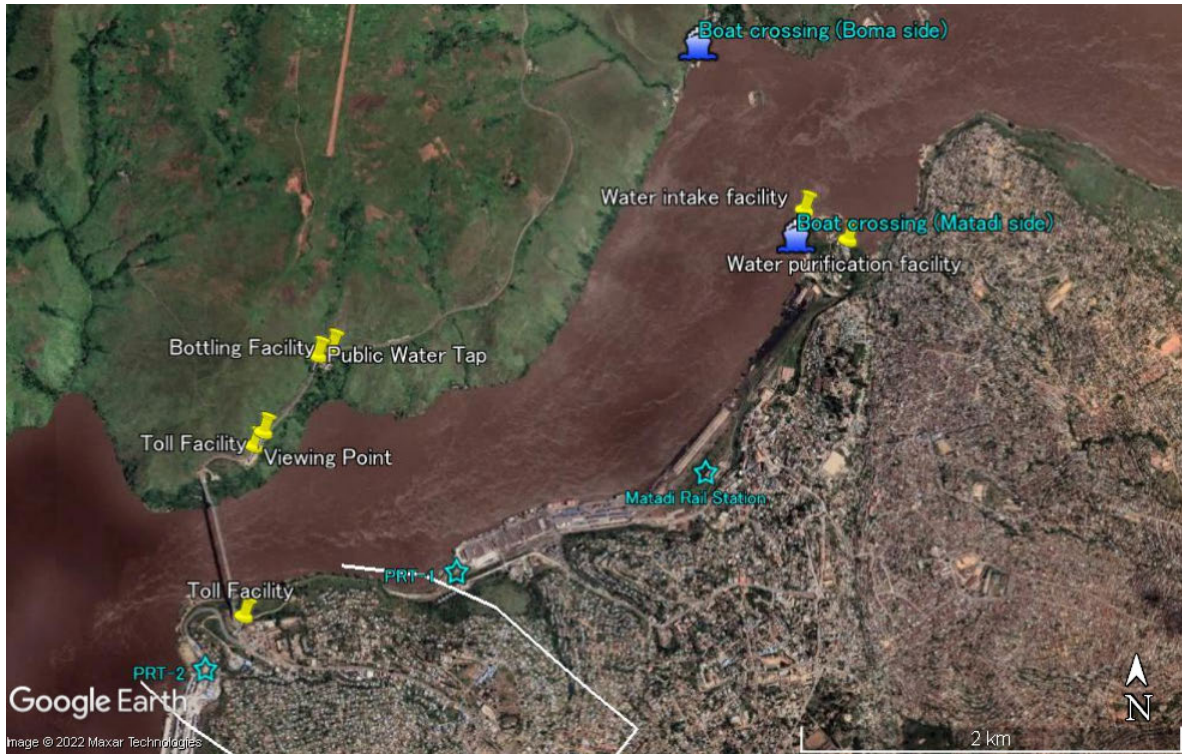 Boat crossing (Boma side)
Water intake facility
Boat crossing (Matadi side)
Water purification facility
Bottling Facility
Public Water Tap
Toll Facility
Viewing Point
Matadi Rail Station
PRT-1
Toll Facility
PRT-2
Google Earth
N
Image © 2022 Maxar Technologies
2 km